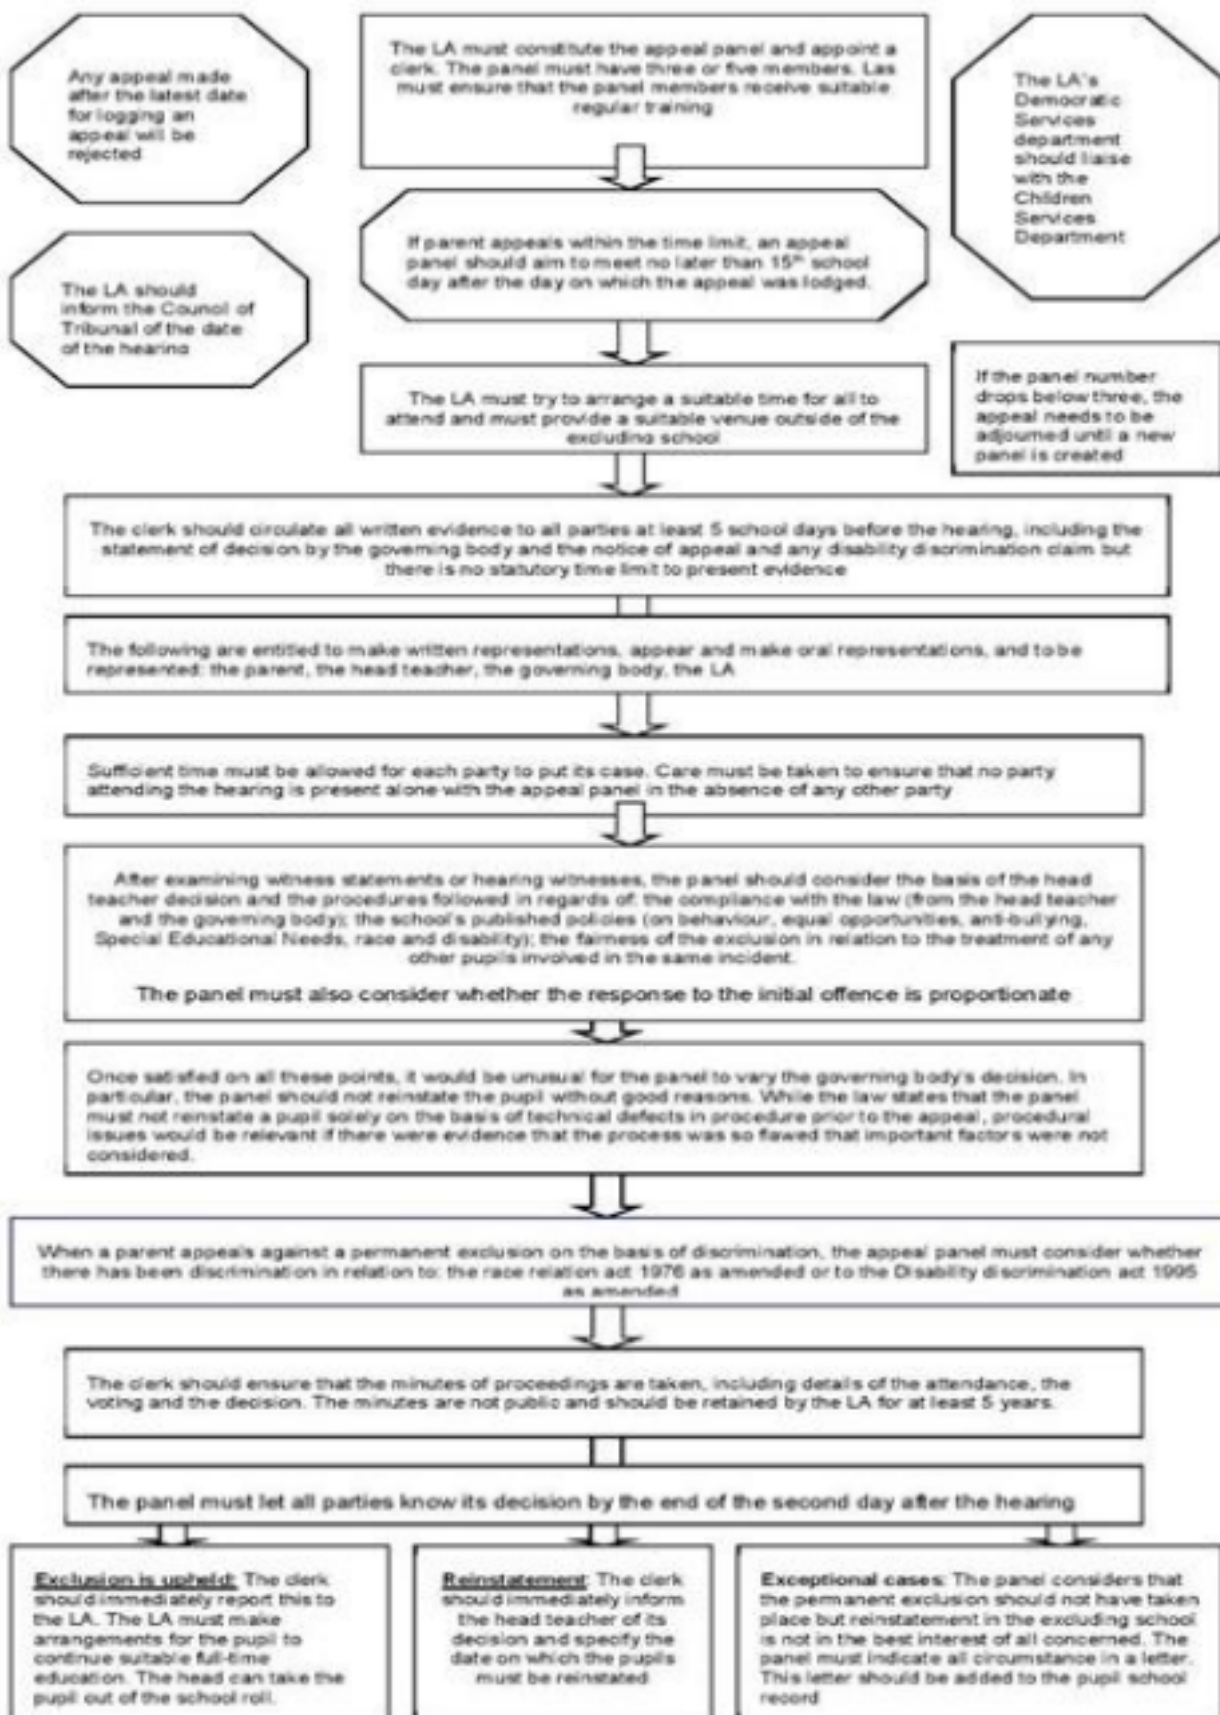 Any appeal made
after the latest date
for logging an
appeal will be
rejected
The LA must constitute the appeal panel and appoint a
clerk. The panel must have three or five members. Las
must ensure that the panel members receive suitable
regular training
The LA's
Democratic
Services
department
should liaise
with the
Children
Services
Department
If parent appeals within the time limit, an appeal
panel should aim to meet no later than 15th school
day after the day on which the appeal was lodged.
The LA should
inform the Council of
Tribunal of the date
of the hearing
The LA must try to arrange a suitable time for all to
attend and must provide a suitable venue outside of the
excluding school
If the panel number
drops below three, the
appeal needs to be
adjourned until a new
panel is created
The clerk should circulate all written evidence to all parties at least 5 school days before the hearing, including the
statement of decision by the governing body and the notice of appeal and any disability discrimination claim but
there is no statutory time limit to present evidence
The following are entitled to make written representations, appear and make oral representations, and to be
represented: the parent, the head teacher, the governing body, the LA
Sufficient time must be allowed for each party to put its case. Care must be taken to ensure that no party
attending the hearing is present alone with the appeal panel in the absence of any other party
After examining witness statements or hearing witnesses, the panel should consider the basis of the head
teacher decision and the procedures followed in regards of: the compliance with the law (from the head teacher
and the governing body); the school's published policies (on behaviour, equal opportunities, anti-bullying,
Special Educational Needs, race and disability); the fairness of the exclusion in relation to the treatment of any
other pupils involved in the same incident.
The panel must also consider whether the response to the initial offence is proportionate
Once satisfied on all these points, it would be unusual for the panel to vary the governing body's decision. In
particular, the panel should not reinstate the pupil without good reasons. While the law states that the panel
must not reinstate a pupil solely on the basis of technical defects in procedure prior to the appeal, procedural
issues would be relevant if there were evidence that the process was so flawed that important factors were not
considered.
When a parent appeals against a permanent exclusion on the basis of discrimination, the appeal panel must consider whether
there has been discrimination in relation to: the race relation act 1976 as amended or to the Disability discrimination act 1995
as amended
The clerk should ensure that the minutes of proceedings are taken, including details of the attendance, the
voting and the decision. The minutes are not public and should be retained by the LA for at least 5 years.
The panel must let all parties know its decision by the end of the second day after the hearing
Exclusion is upheld: The clerk
should immediately report this to
the LA. The LA must make
arrangements for the pupil to
continue suitable full-time
education. The head can take the
pupil out of the school roll.
Reinstatement: The clerk
should immediately inform
the head teacher of its
decision and specify the
date on which the pupils
must be reinstated
Exceptional cases: The panel considers that
the permanent exclusion should not have taken
place but reinstatement in the excluding school
is not in the best interest of all concerned. The
panel must indicate all circumstance in a letter.
This letter should be added to the pupil school
record